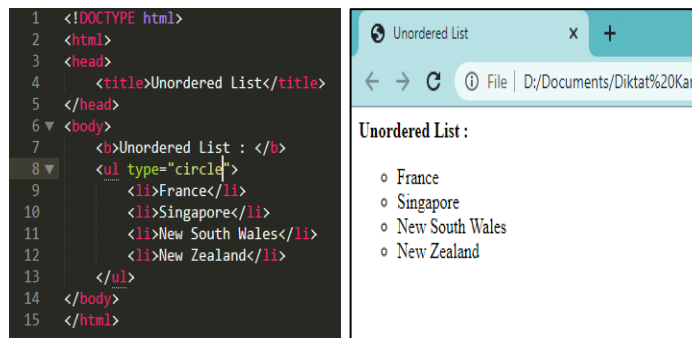 1 <!DOCTYPE html>
2 <html>
3 <head>
4 <title>Unordered List</title>
5 </head>
6 <body>
7 <b>Unordered List : </b>
8 <ul type="circle">
9 <li>France</li>
10 <li>Singapore</li>
11 <li>New South Wales</li>
12 <li>New Zealand</li>
13 </ul>
14 </body>
15 </html>
Unordered List
File | D:/Documents/Diktat%20Kar
Unordered List :
France
Singapore
New South Wales
New Zealand